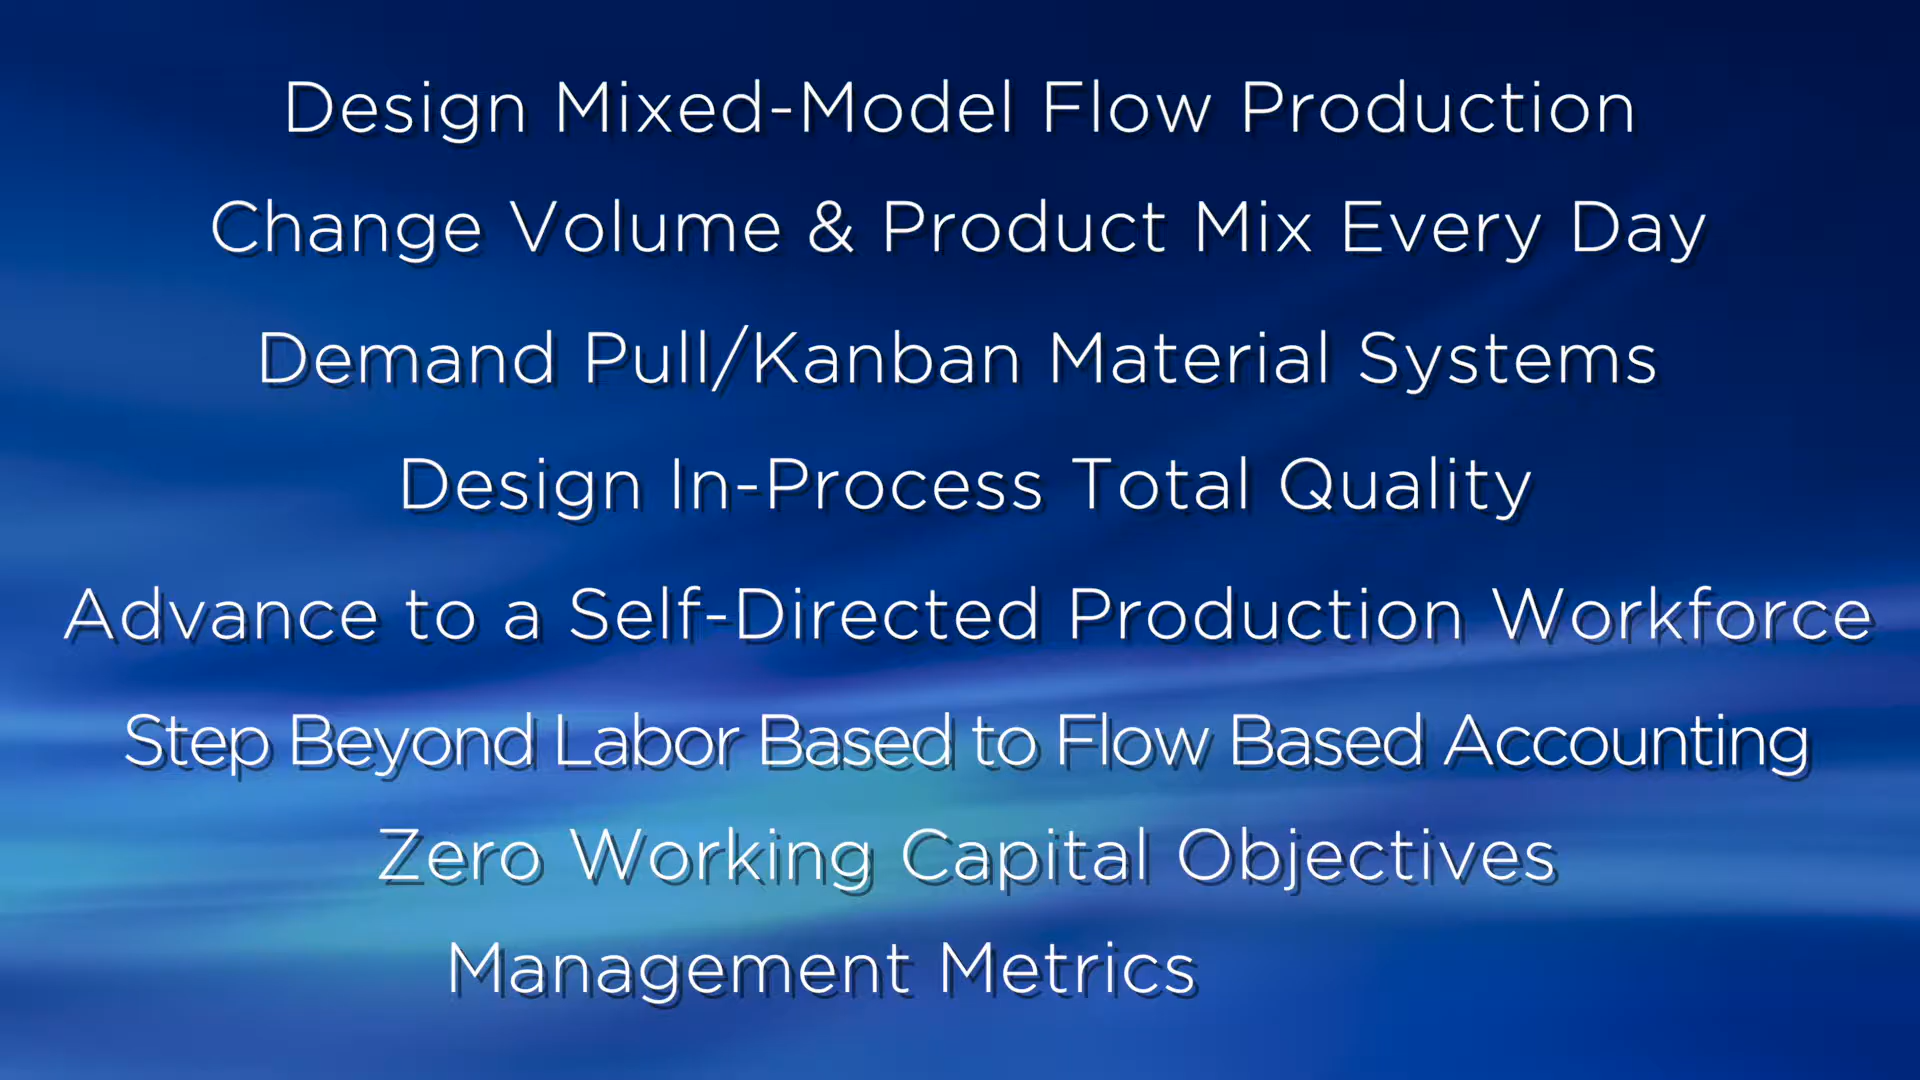 Design Mixed-Model Flow Production
Change Volume & Product Mix Every Day
Demand Pull/Kanban Material Systems
Design In-Process Total Quality
Advance to a Self-Directed Production Workforce
Step Beyond Labor Based to Flow Based Accounting
Zero Working Capital Objectives
Management Metrics